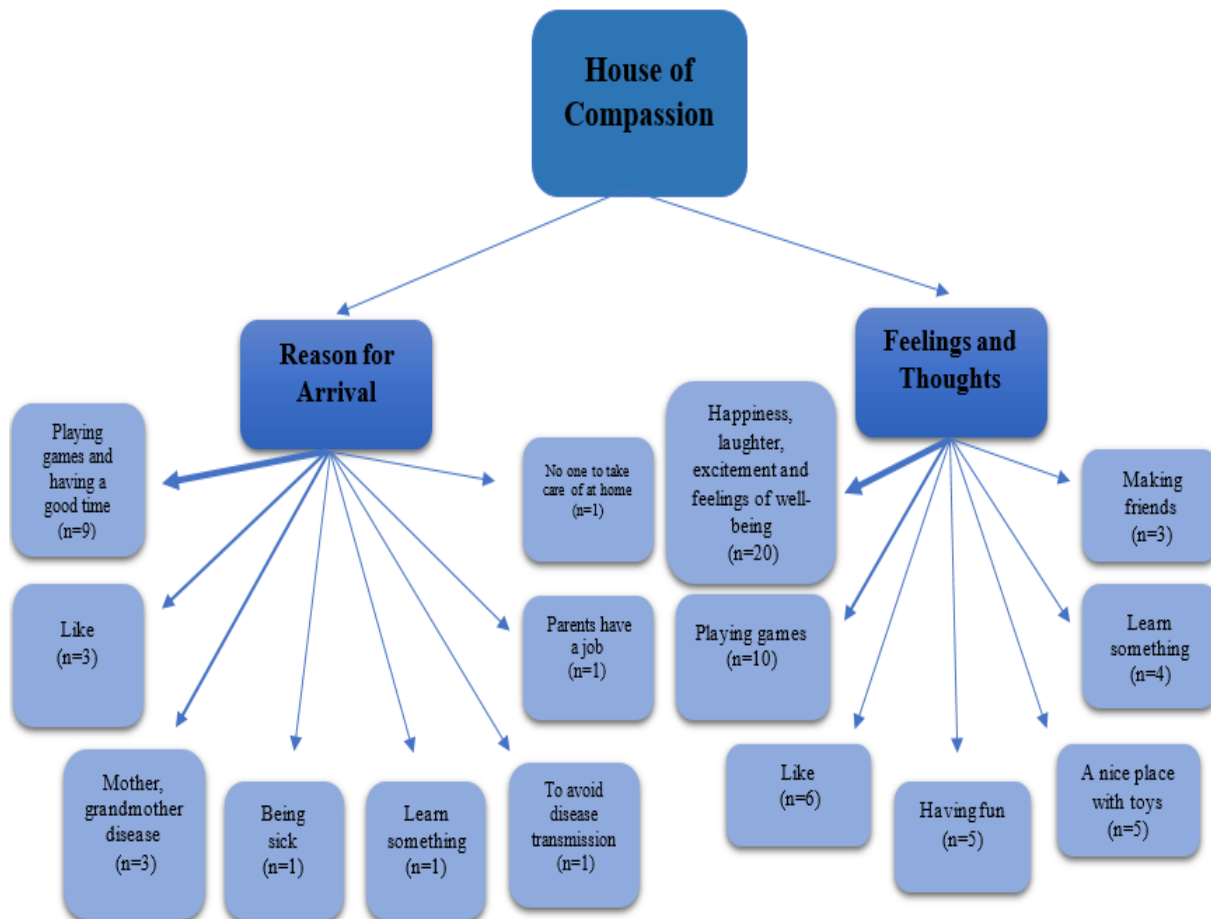 House of
Compassion
Reason for
Arrival
Feelings and
Thoughts
Playing
games and
having a
good time
(n=9)
Like
(n=3)
Mother,
grandmother
disease
(n=3)
Being
sick
(n=1)
Learn
something
(n=1)
To avoid
disease
transmission
(n=1)
Parents have
a job
(n=1)
No one to take
care of at home
(n=1)
Happiness,
laughter,
excitement and
feelings of well-
being
(n=20)
Playing games
(n=10)
Like
(n=6)
Having fun
(n=5)
A nice place
with toys
(n=5)
Learn
something
(n=4)
Making
friends
(n=3)